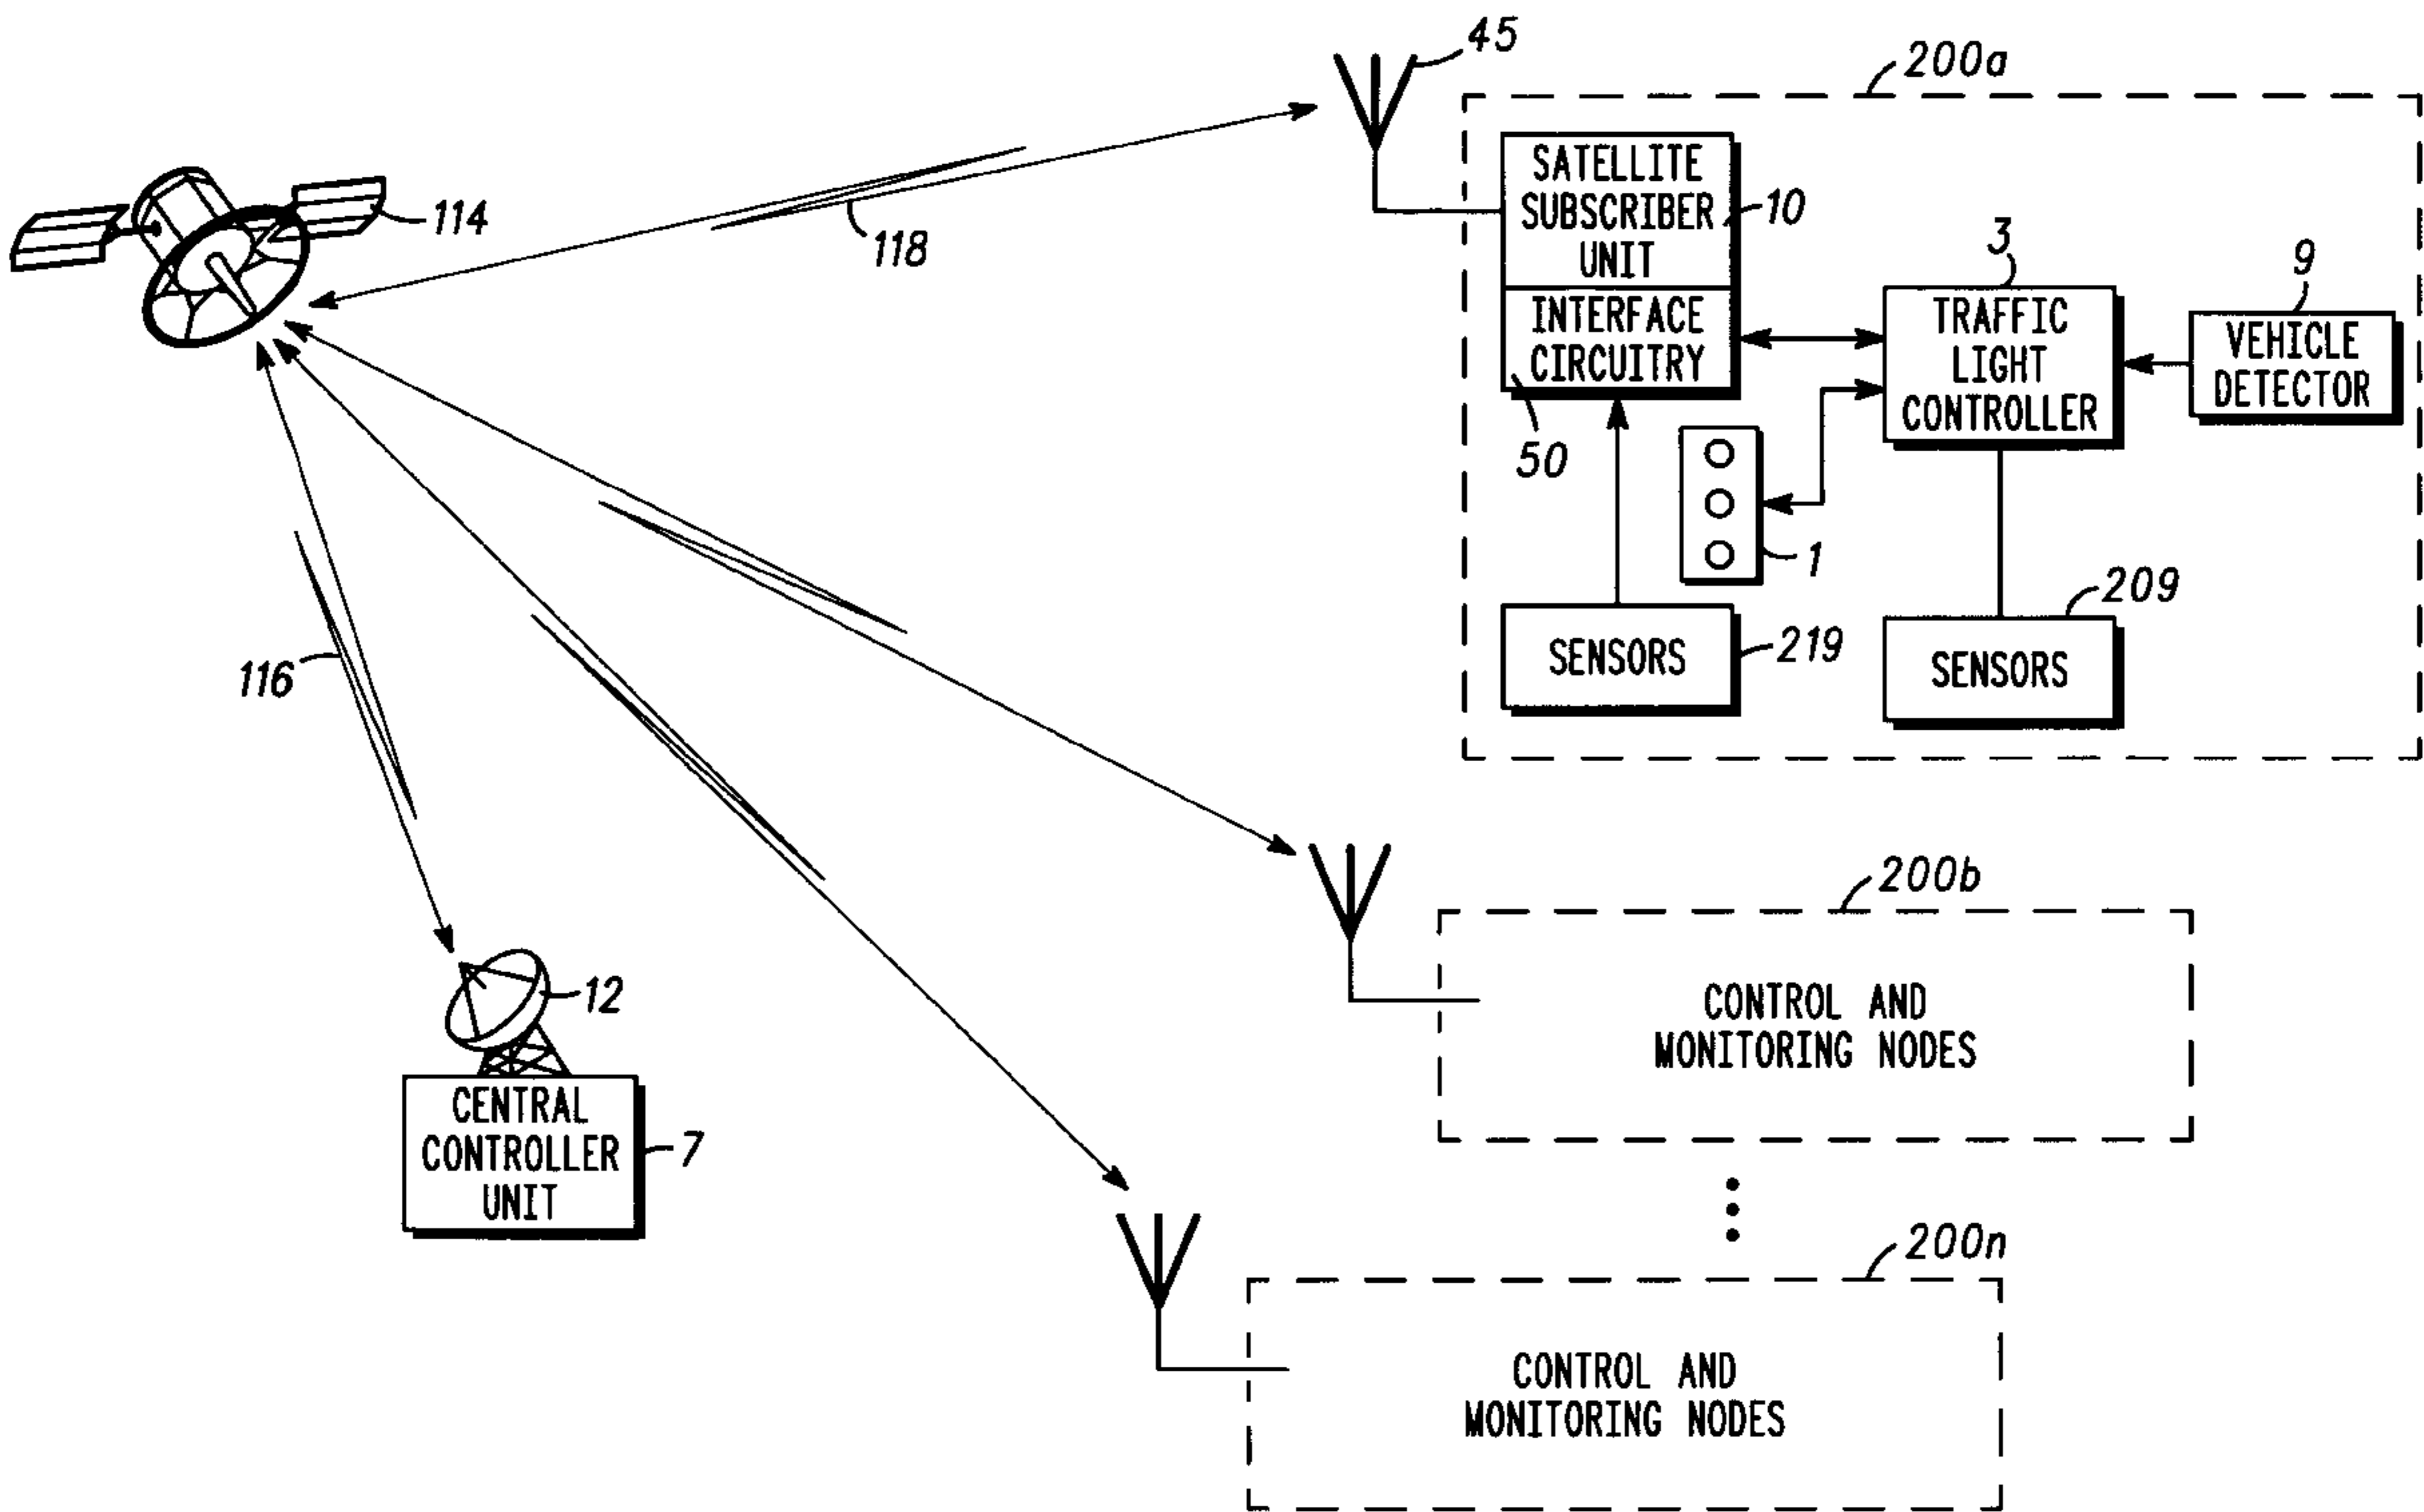 45
200a
114
118
SATELLITE
SUBSCRIBER
UNIT
10
INTERFACE
CIRCUITRY
50
3
TRAFFIC
LIGHT
CONTROLLER
9
VEHICLE
DETECTOR
1
SENSORS
219
209
SENSORS
116
12
CENTRAL
CONTROLLER
UNIT
7
200b
CONTROL AND
MONITORING NODES
200n
CONTROL AND
MONITORING NODES